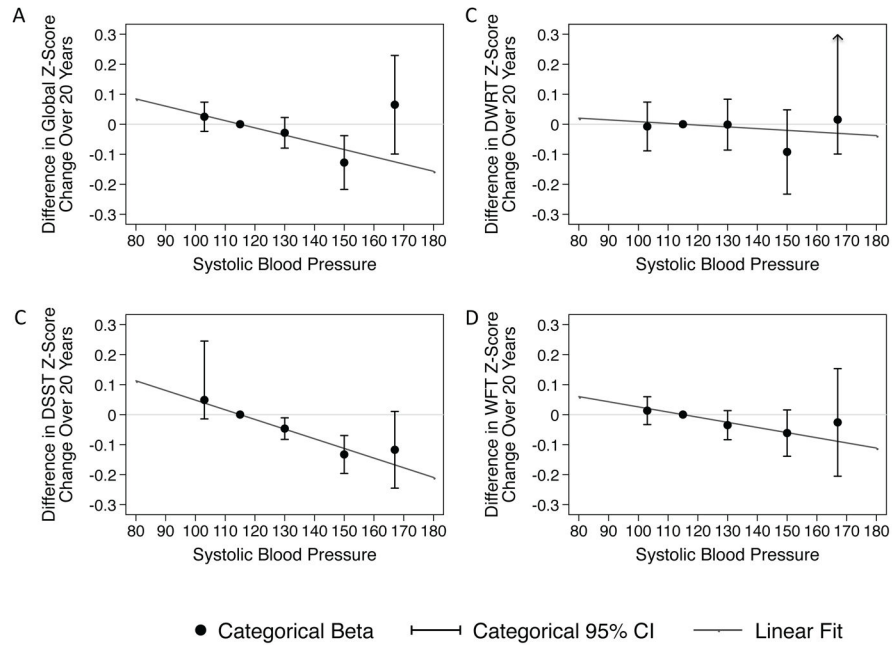 A
Difference in Global Z-Score
Change Over 20 Years
0.3
0.2
0.1
0
-0.1
-0.2
-0.3
80 90 100 110 120 130 140 150 160 170 180
Systolic Blood Pressure
C
Difference in DWRT Z-Score
Change Over 20 Years
0.3
0.2
0.1
0
-0.1
-0.2
-0.3
80 90 100 110 120 130 140 150 160 170 180
Systolic Blood Pressure
C
Difference in DSST Z-Score
Change Over 20 Years
0.3
0.2
0.1
0
-0.1
-0.2
-0.3
80 90 100 110 120 130 140 150 160 170 180
Systolic Blood Pressure
D
Difference in WFT Z-Score
Change Over 20 Years
0.3
0.2
0.1
0
-0.1
-0.2
-0.3
80 90 100 110 120 130 140 150 160 170 180
Systolic Blood Pressure
Categorical Beta Categorical 95% CI Linear Fit